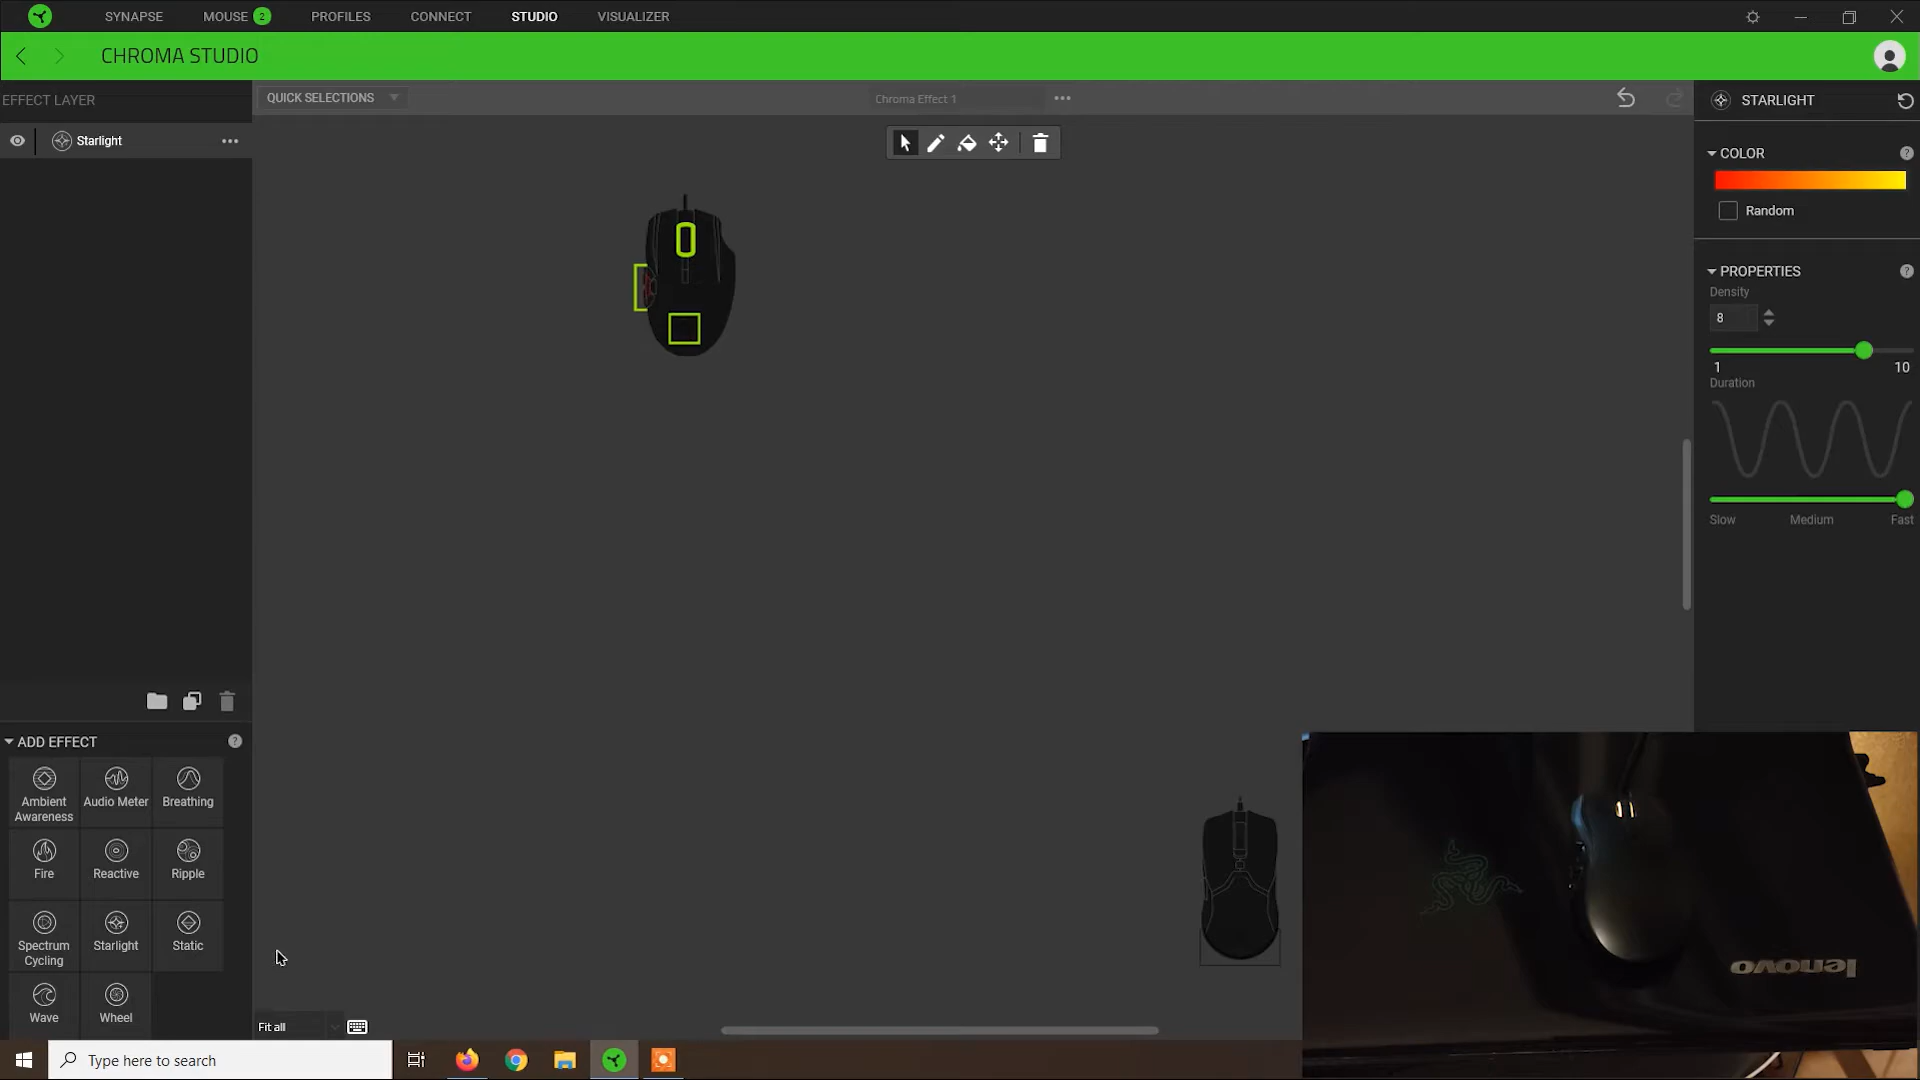 SYNAPSE
MOUSE 2
PROFILES
CONNECT
STUDIO
VISUALIZER
CHROMA STUDIO
EFFECT LAYER
QUICK SELECTIONS
Chroma Effect 1
STARLIGHT
Starlight
COLOR
Random
PROPERTIES
Density
8
1
10
Duration
Slow
Medium
Fast
ADD EFFECT
Ambient
Awareness
Audio Meter
Breathing
Fire
Reactive
Ripple
Spectrum
Cycling
Starlight
Static
Wave
Wheel
Fit all
lenovo
Type here to search